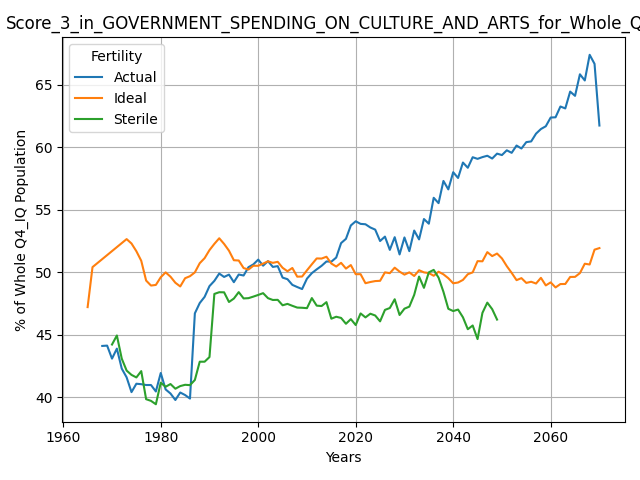 Score_3_in_GOVERNMENT_SPENDING_ON_CULTURE_AND_ARTS_for_Whole_Q
Fertility
Actual
Ideal
Sterile
% of Whole Q4_IQ Population
65
60
55
50
45
40
1960 1980 2000 2020 2040 2060
Years